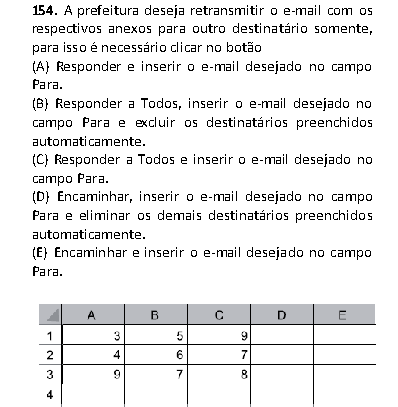 154. A prefeitura deseja retransmitir o e-mail com os
respectivos anexos para outro destinatário somente,
para isso é necessário clicar no botão
(A) Responder e inserir o e-mail desejado no campo
Para.
(B) Responder a Todos, inserir o e-mail desejado no
campo Para e excluir os destinatários preenchidos
automaticamente.
(C) Responder a Todos e inserir o e-mail desejado no
campo Para.
(D) Encaminhar, inserir o e-mail desejado no campo
Para e eliminar os demais destinatários preenchidos
automaticamente.
(E) Encaminhar e inserir o e-mail desejado no campo
Para.
A B C D E
1 3 5 9
2 4 6 7
3 9 7 8
4